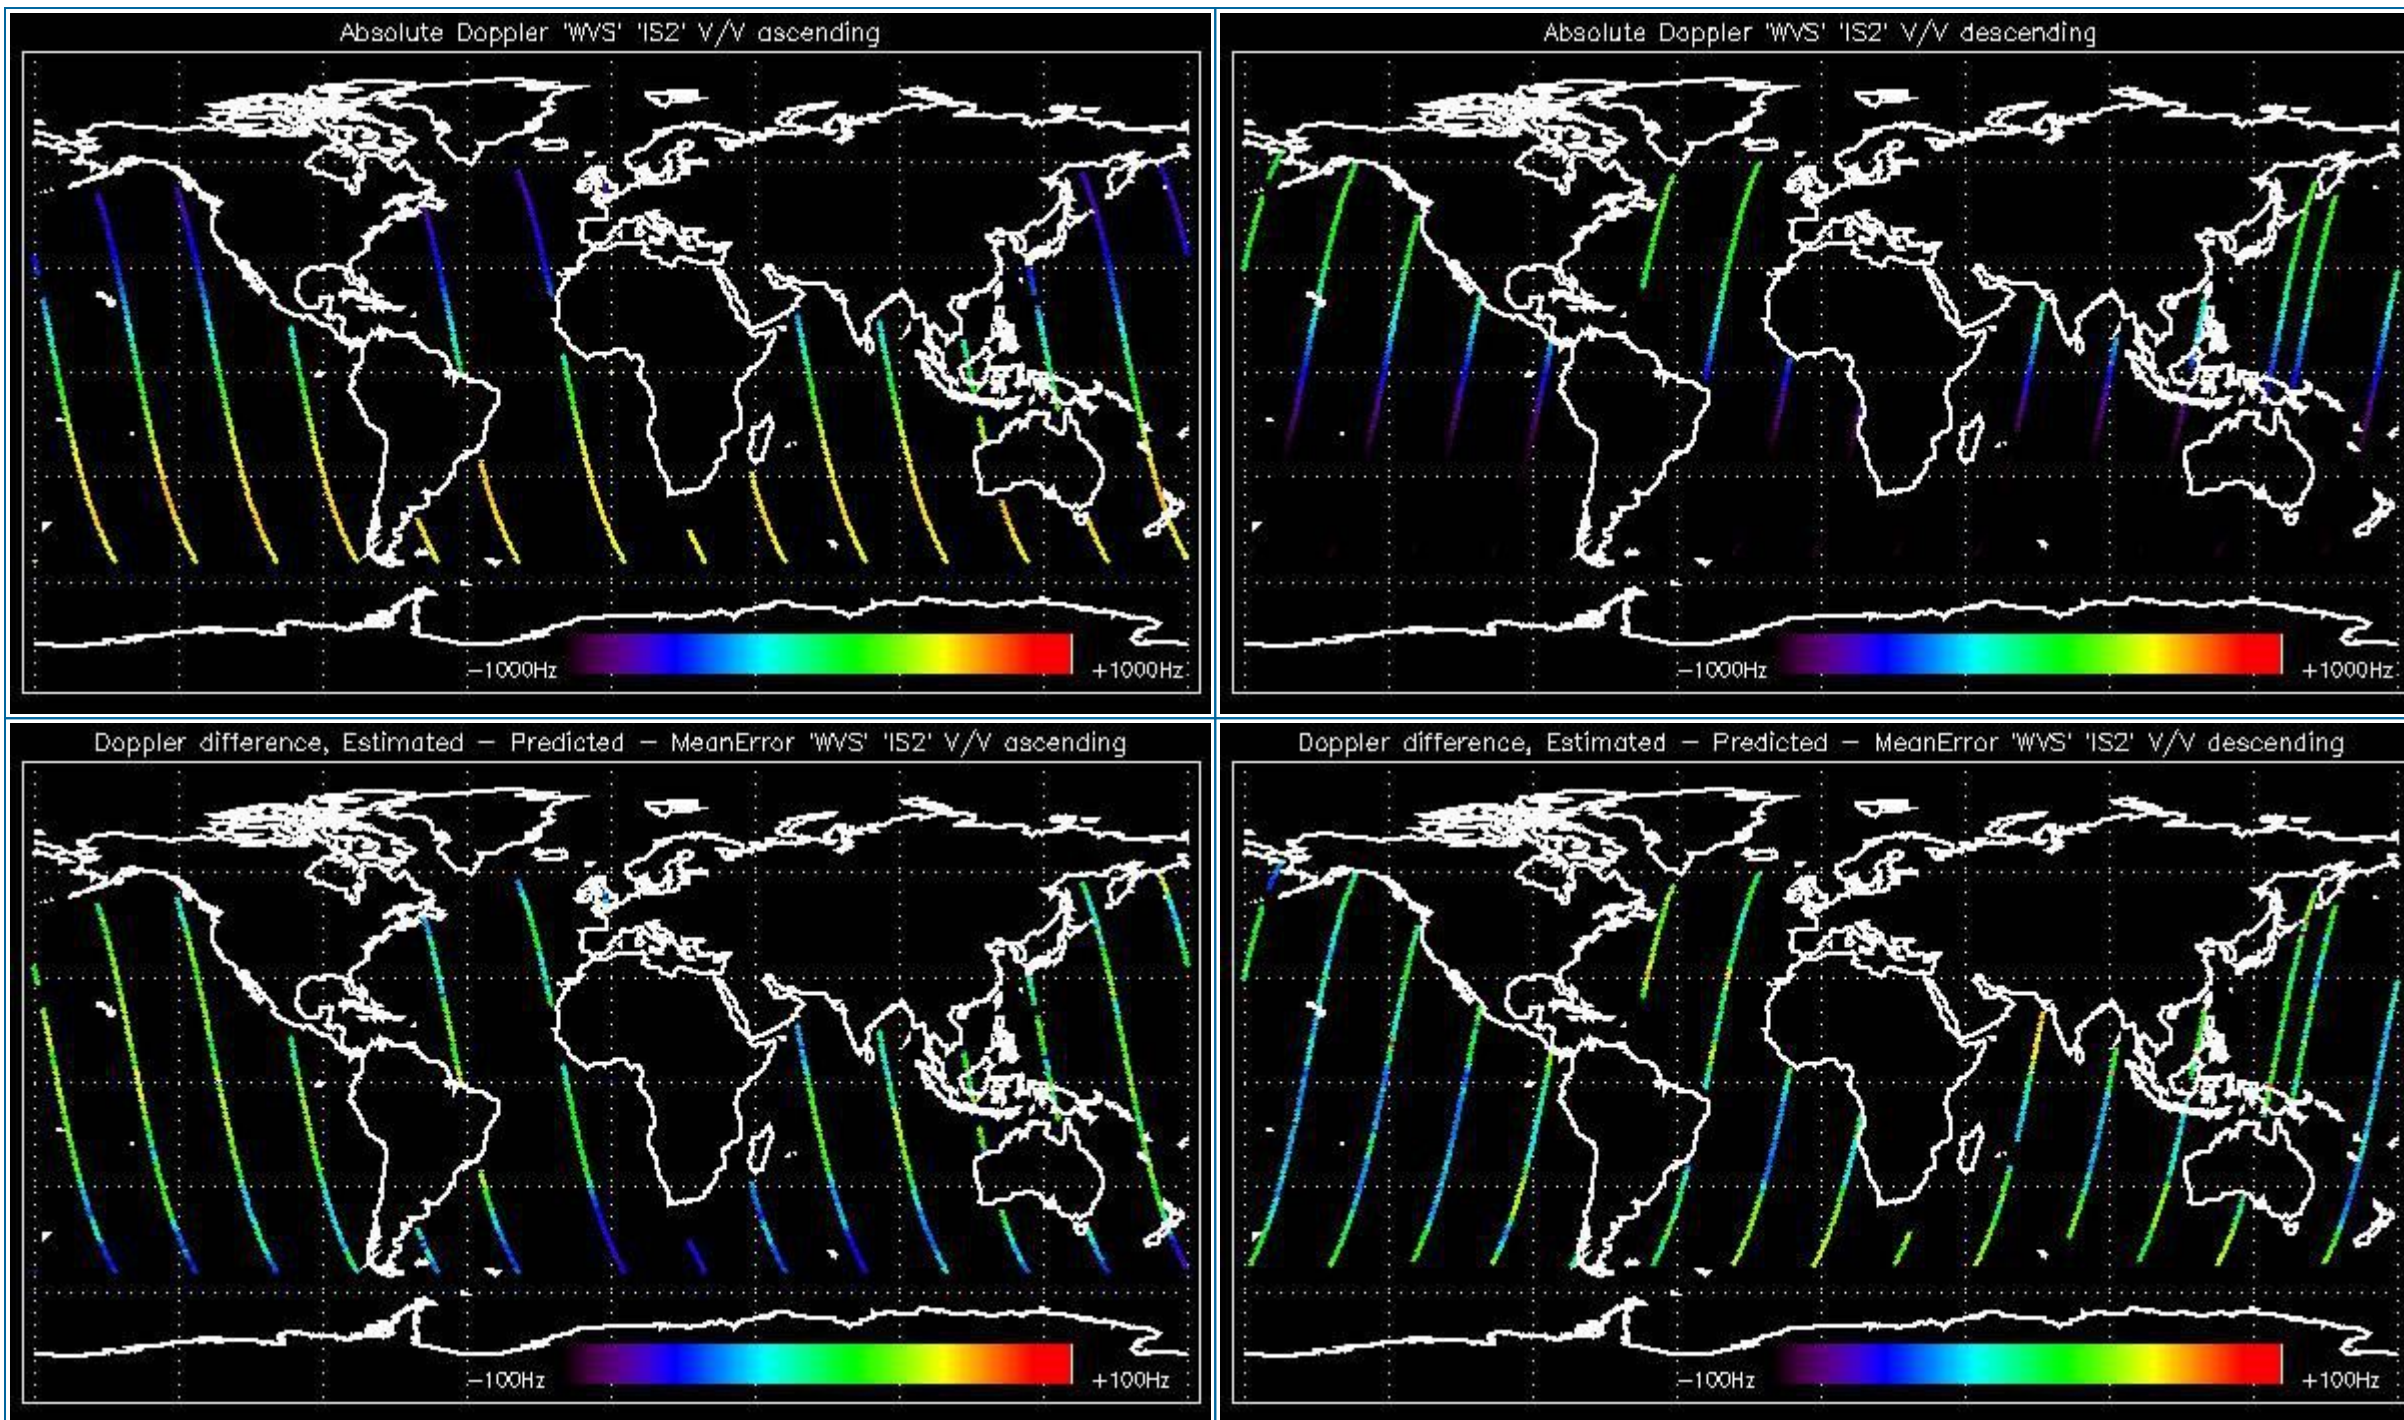 Absolute Doppler 'WVS' 'IS2' V/V ascending
-1000Hz
+1000Hz
Absolute Doppler 'WVS' 'IS2' V/V descending
-1000Hz
+1000Hz
Doppler difference, Estimated - Predicted - MeanError 'WVS' 'IS2' V/V ascending
-100Hz
+100Hz
Doppler difference, Estimated - Predicted - MeanError 'WVS' 'IS2' V/V descending
-100Hz
+100Hz